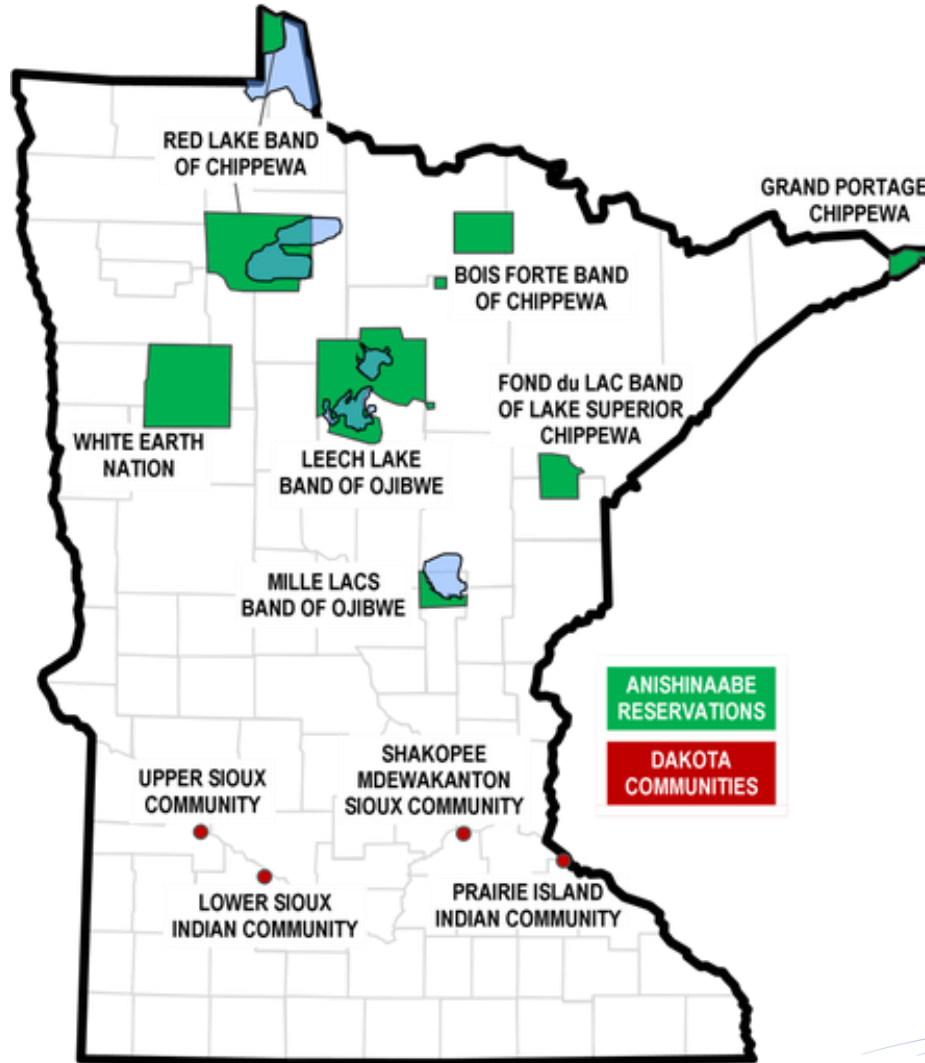 RED LAKE BAND
OF CHIPPEWA
GRAND PORTAGE
CHIPPEWA
BOIS FORTE BAND
OF CHIPPEWA
FOND du LAC BAND
OF LAKE SUPERIOR
CHIPPEWA
WHITE EARTH
NATION
LEECH LAKE
BAND OF OJIBWE
MILLE LACS
BAND OF OJIBWE
ANISHINAABE
RESERVATIONS
DAKOTA
COMMUNITIES
UPPER SIOUX
COMMUNITY
SHAKOPEE
MDEWAKANTON
SIOUX COMMUNITY
LOWER SIOUX
INDIAN COMMUNITY
PRAIRIE ISLAND
INDIAN COMMUNITY